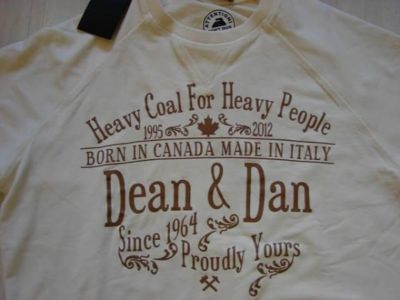 ATTENTION!
Heavy Coal For Heavy People
1995 2012
BORN IN CANADA MADE IN ITALY
Dean & Dan
Since 1964
Proudly Yours